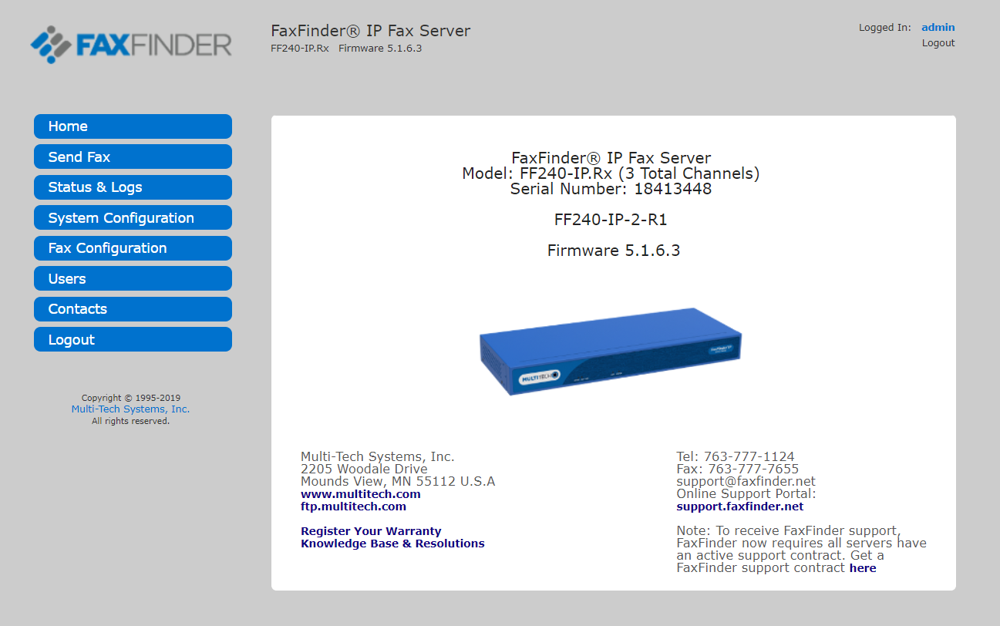 FAXFINDER
FaxFinder® IP Fax Server
FF240-IP.Rx Firmware 5.1.6.3
Logged In: admin
Logout
Home
Send Fax
Status & Logs
System Configuration
Fax Configuration
Users
Contacts
Logout
Copyright © 1995-2019
Multi-Tech Systems, Inc.
All rights reserved.
FaxFinder® IP Fax Server
Model: FF240-IP.Rx (3 Total Channels)
Serial Number: 18413448
FF240-IP-2-R1
Firmware 5.1.6.3
MULTITECH
FaxFinder IP
Multi-Tech Systems, Inc.
2205 Woodale Drive
Mounds View, MN 55112 U.S.A
www.multitech.com
ftp.multitech.com
Register Your Warranty
Knowledge Base & Resolutions
Tel: 763-777-1124
Fax: 763-777-7655
support@faxfinder.net
Online Support Portal:
support.faxfinder.net
Note: To receive FaxFinder support,
FaxFinder now requires all servers have
an active support contract. Get a
FaxFinder support contract here